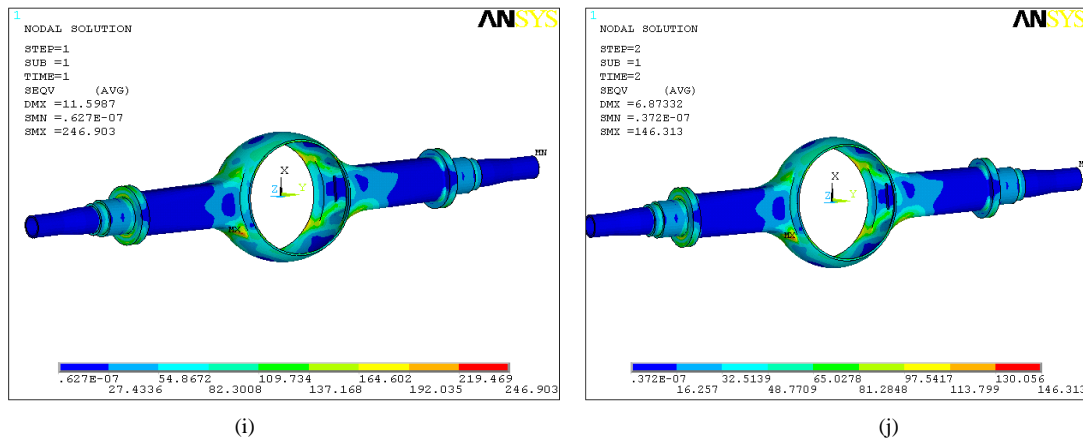 1
ANSYS
NODAL SOLUTION
STEP=1
SUB =1
TIME=1
SEQV (AVG)
DMX =11.5987
SMN =.627E-07
SMX =246.903
MN
X
Z Y
MX
.627E-07 54.8672 109.734 164.602 219.469
27.4336 82.3008 137.168 192.035 246.903
(i)
1
ANSYS
NODAL SOLUTION
STEP=2
SUB =1
TIME=2
SEQV (AVG)
DMX =6.87332
SMN =.372E-07
SMX =146.313
M
X
Z Y
MX
.372E-07 32.5139 65.0278 97.5417 130.056
16.257 48.7709 81.2848 113.799 146.313
(j)